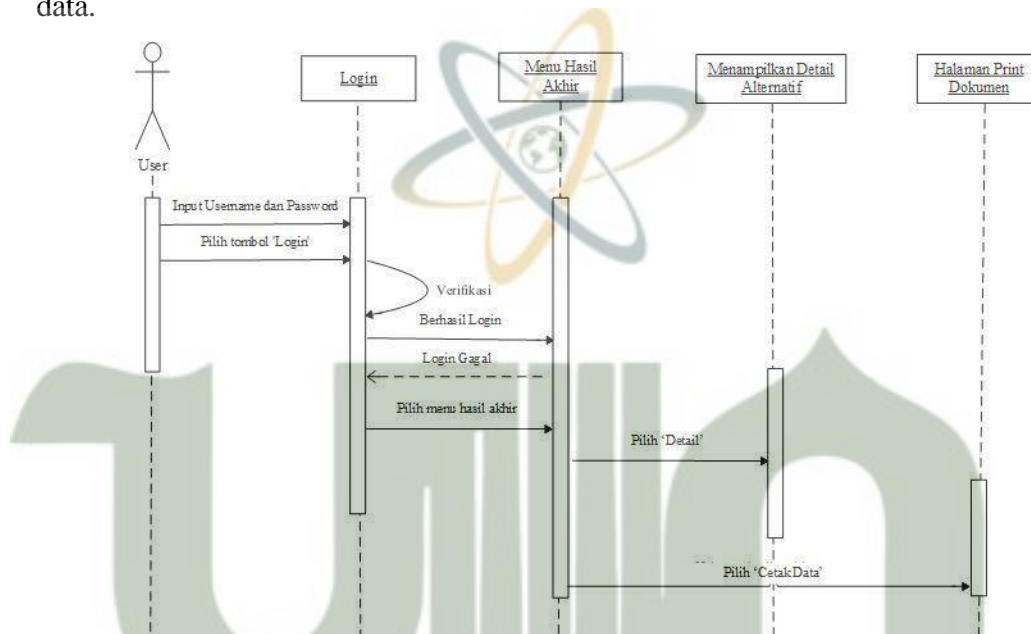 data.
Login
Menu Hasil
Akhir
Menampilkan Detail
Alternatif
Halaman Print
Dokumen
User
Input Username dan Password
Pilih tombol 'Login'
Verifikasi
Berhasil Login
Login Gagal
Pilih menu hasil akhir
Pilih 'Detail'
Pilih 'Cetak Data'